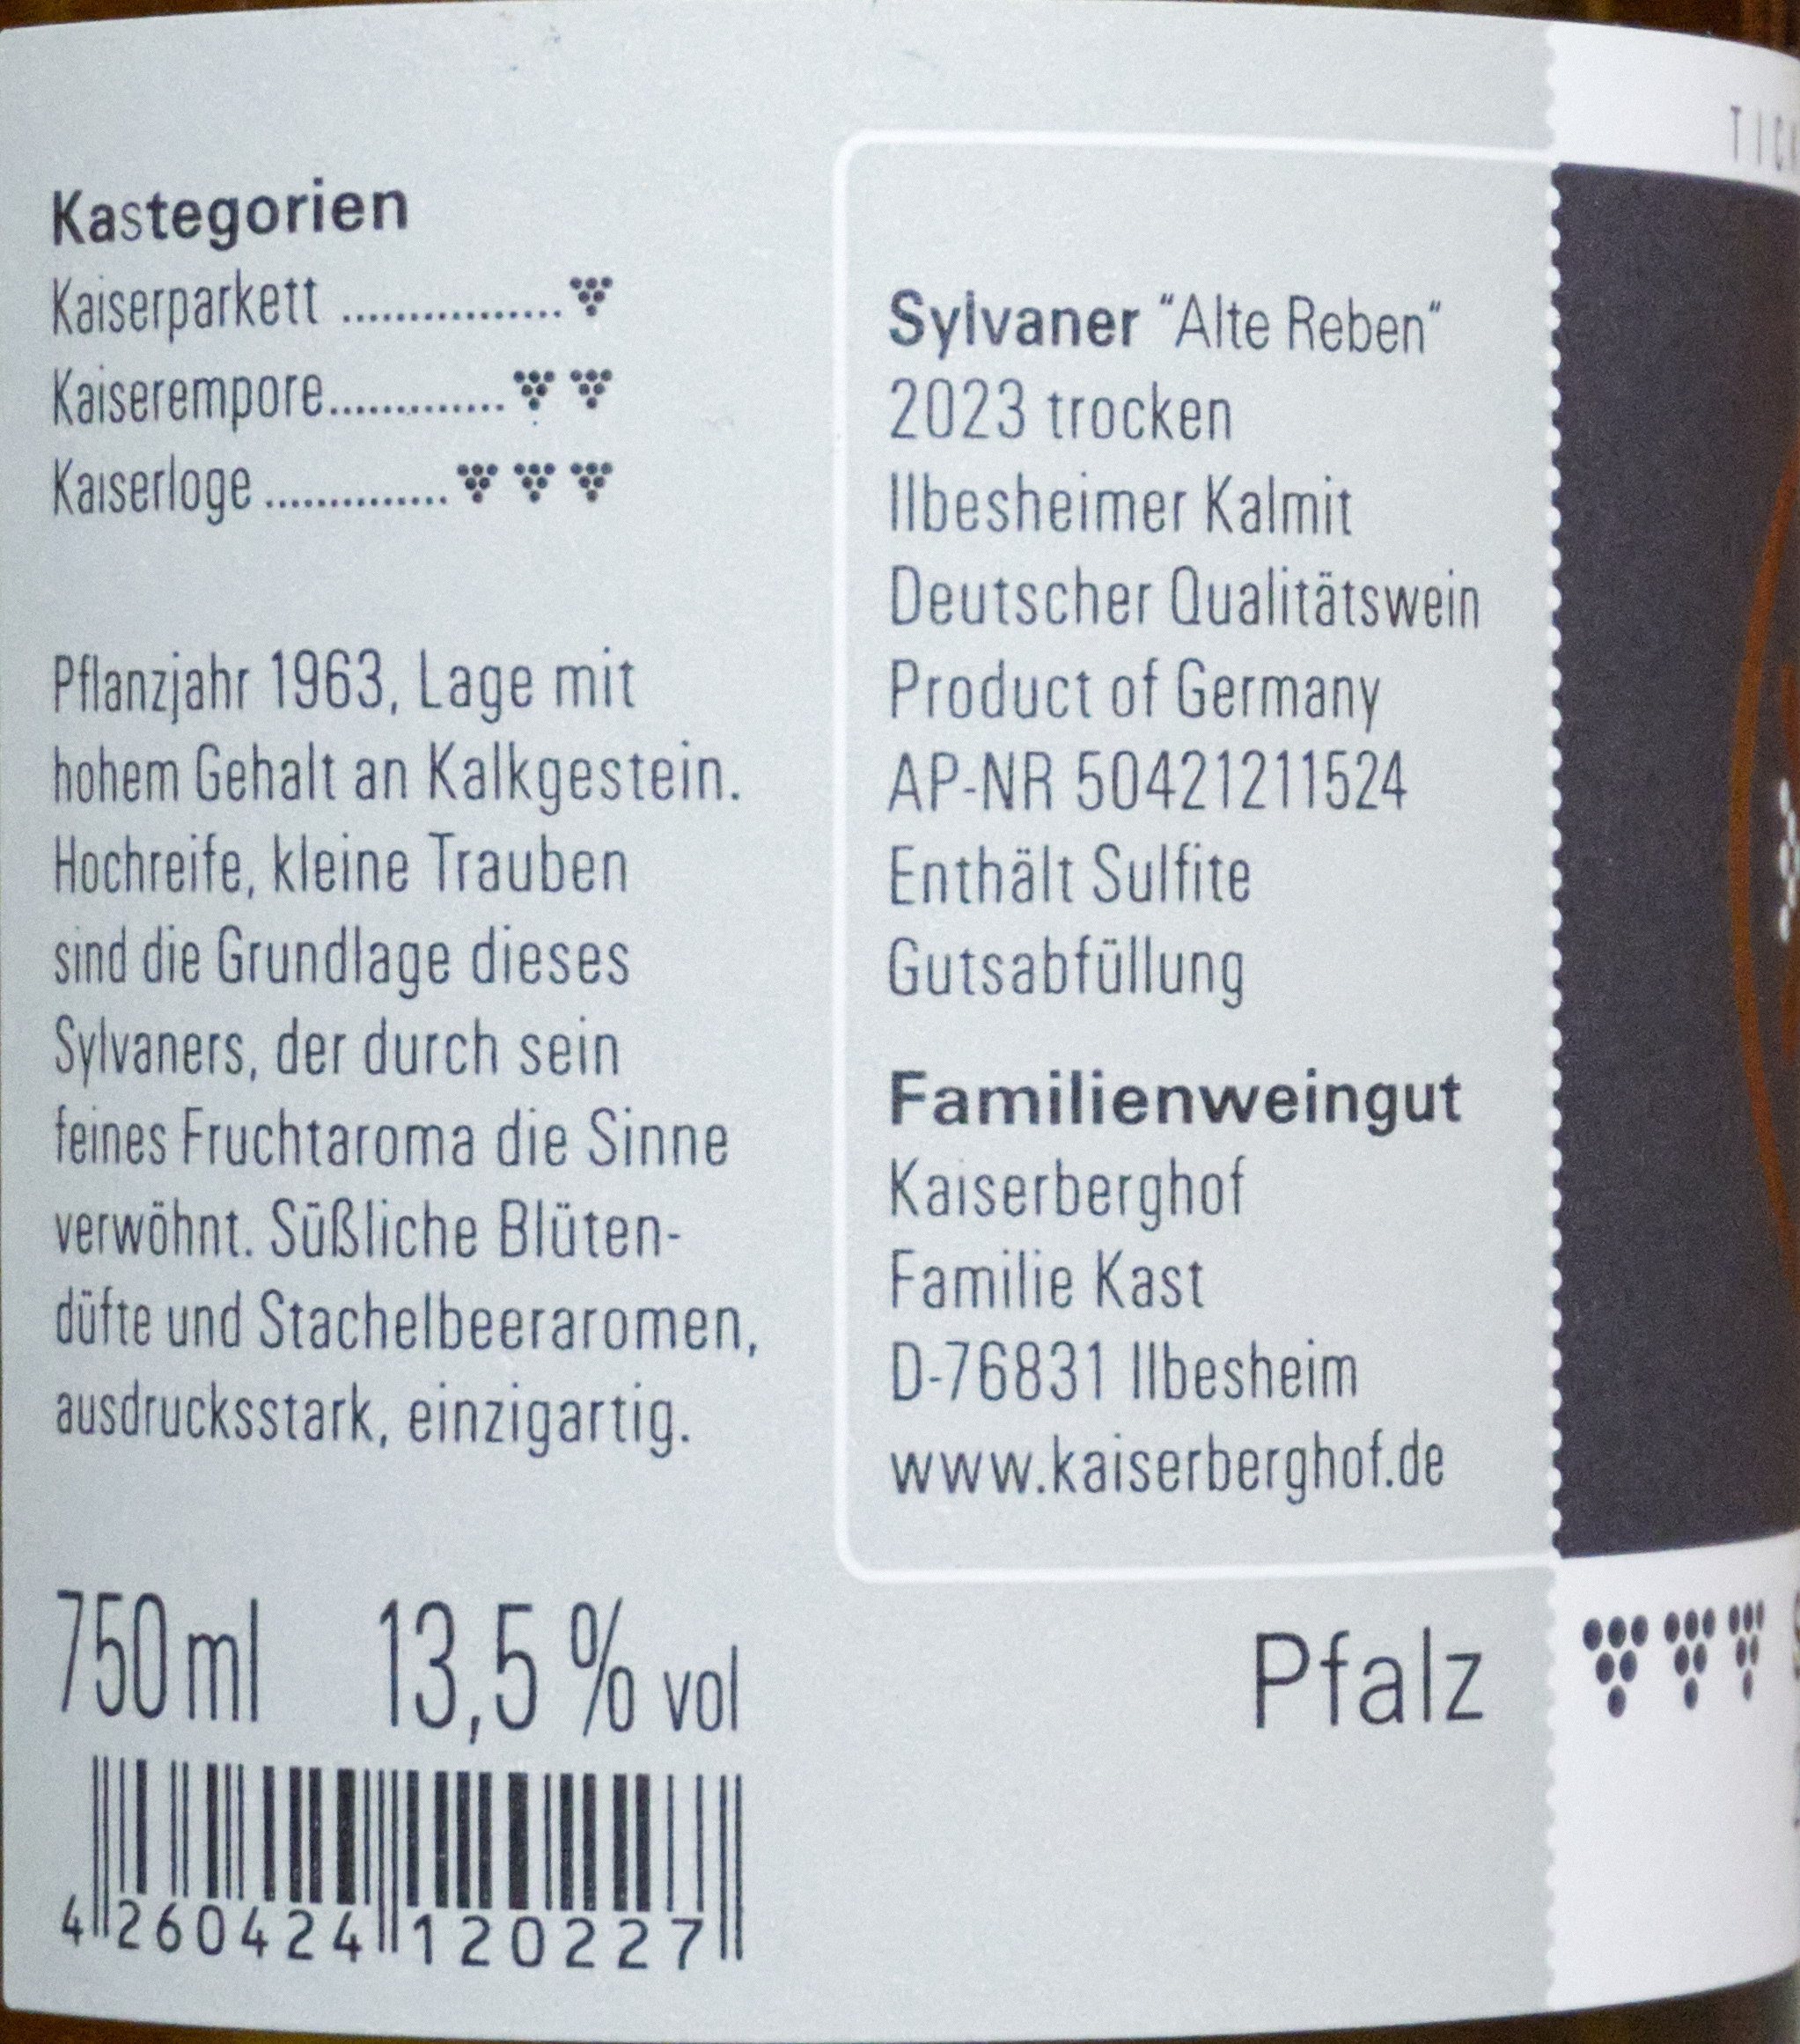 Kastegorien
Kaiserparkett ................
Kaiserempore.............
Kaiserloge ..............
Pflanzjahr 1963, Lage mit
hohem Gehalt an Kalkgestein.
Hochreife, kleine Trauben
sind die Grundlage dieses
Sylvaners, der durch sein
feines Fruchtaroma die Sinne
verwöhnt. Süßliche Blüten-
düfte und Stachelbeeraromen,
ausdrucksstark, einzigartig.
750 ml 13,5 % vol
4 260424 120227
Sylvaner “Alte Reben“
2023 trocken
Ilbesheimer Kalmit
Deutscher Qualitätswein
Product of Germany
AP-NR 50421211524
Enthält Sulfite
Gutsabfüllung
Familienweingut
Kaiserberghof
Familie Kast
D-76831 Ilbesheim
www.kaiserberghof.de
Pfalz